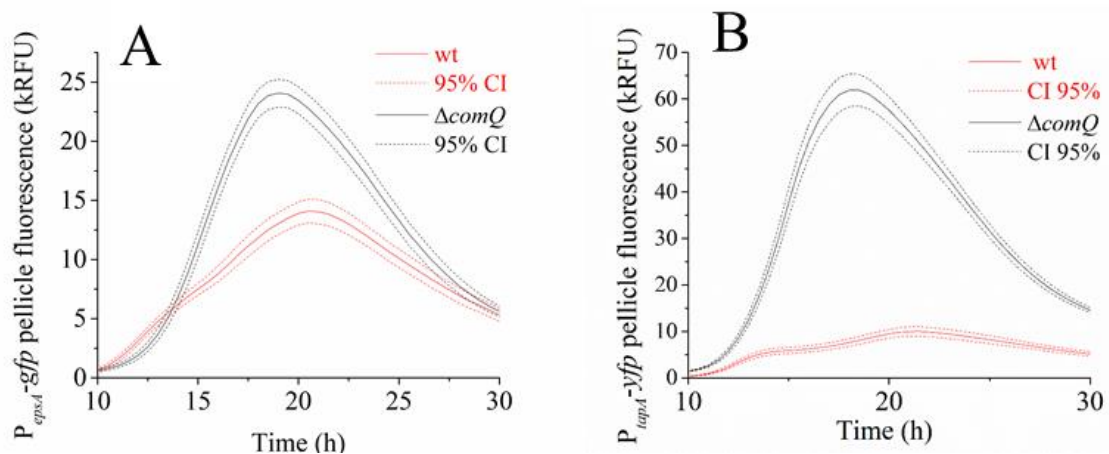 A
P_epsA-gfp pellicle fluorescence (kRFU)
25
20
15
10
5
0
wt
95% CI
ΔcomQ
95% CI
10 15 20 25 30
Time (h)
B
P_tapA-yfp pellicle fluorescence (kRFU)
70
60
50
40
30
20
10
0
wt
CI 95%
ΔcomQ
CI 95%
10 20 30
Time (h)